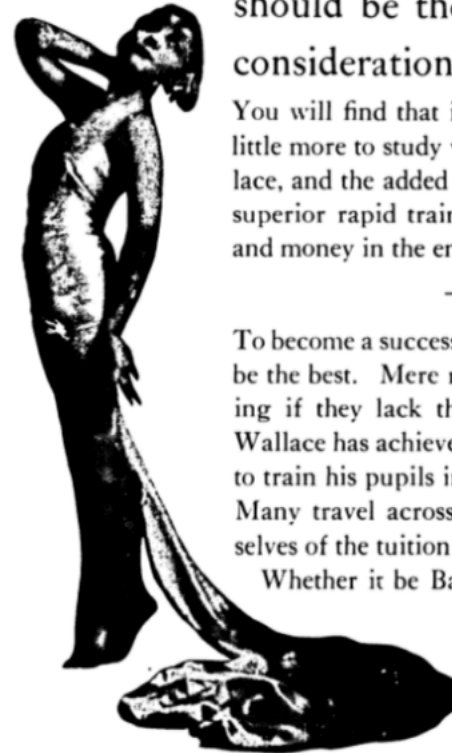 should be the
consideration
You will find that i
little more to study
lace, and the added
superior rapid train
and money in the en
To become a success
be the best. Mere
ing if they lack th
Wallace has achieve
to train his pupils i
Many travel across
selves of the tuition
Whether it be Ba